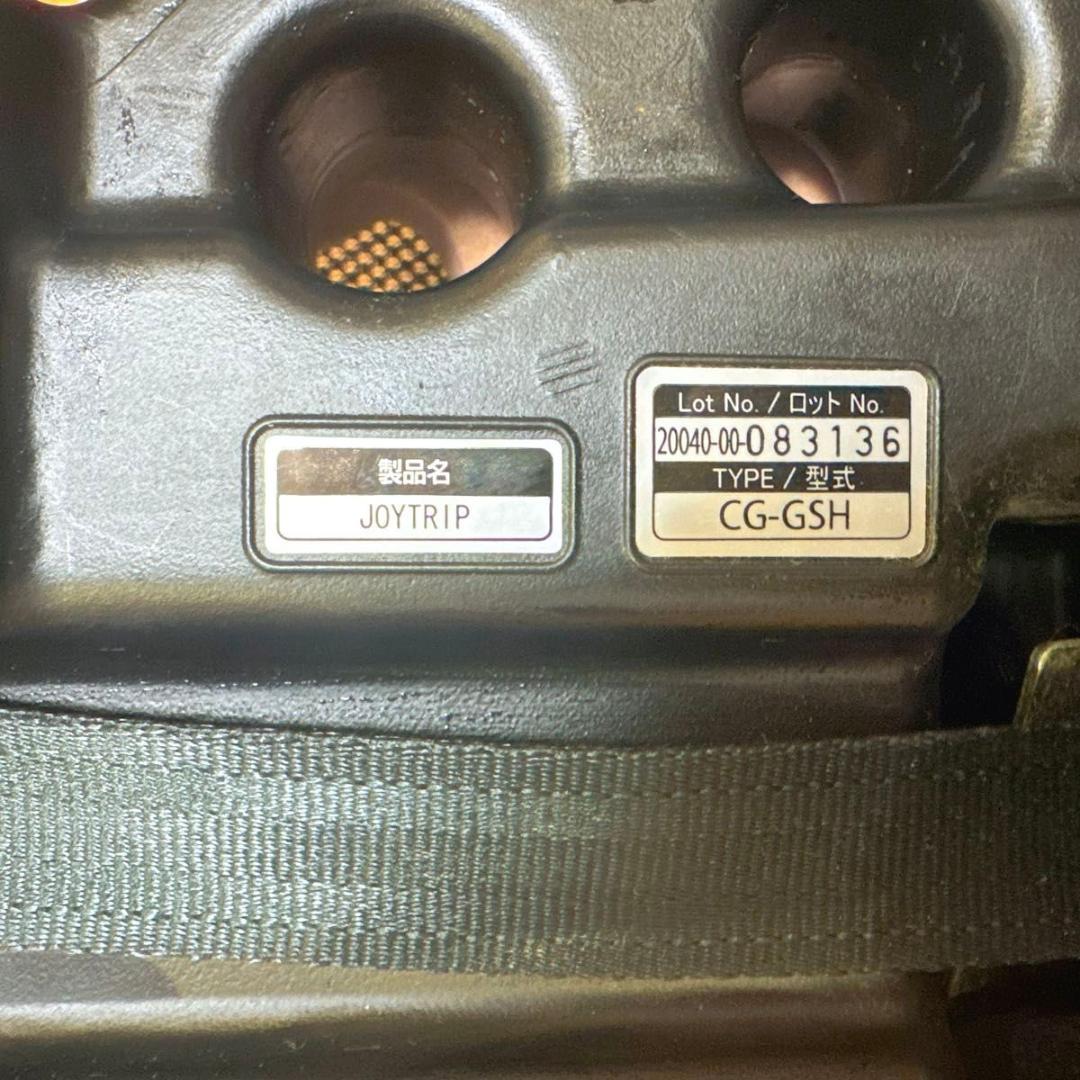 製品名
JOYTRIP
Lot No. / ロット No.
20040-00-083136
TYPE / 型式
CG-GSH